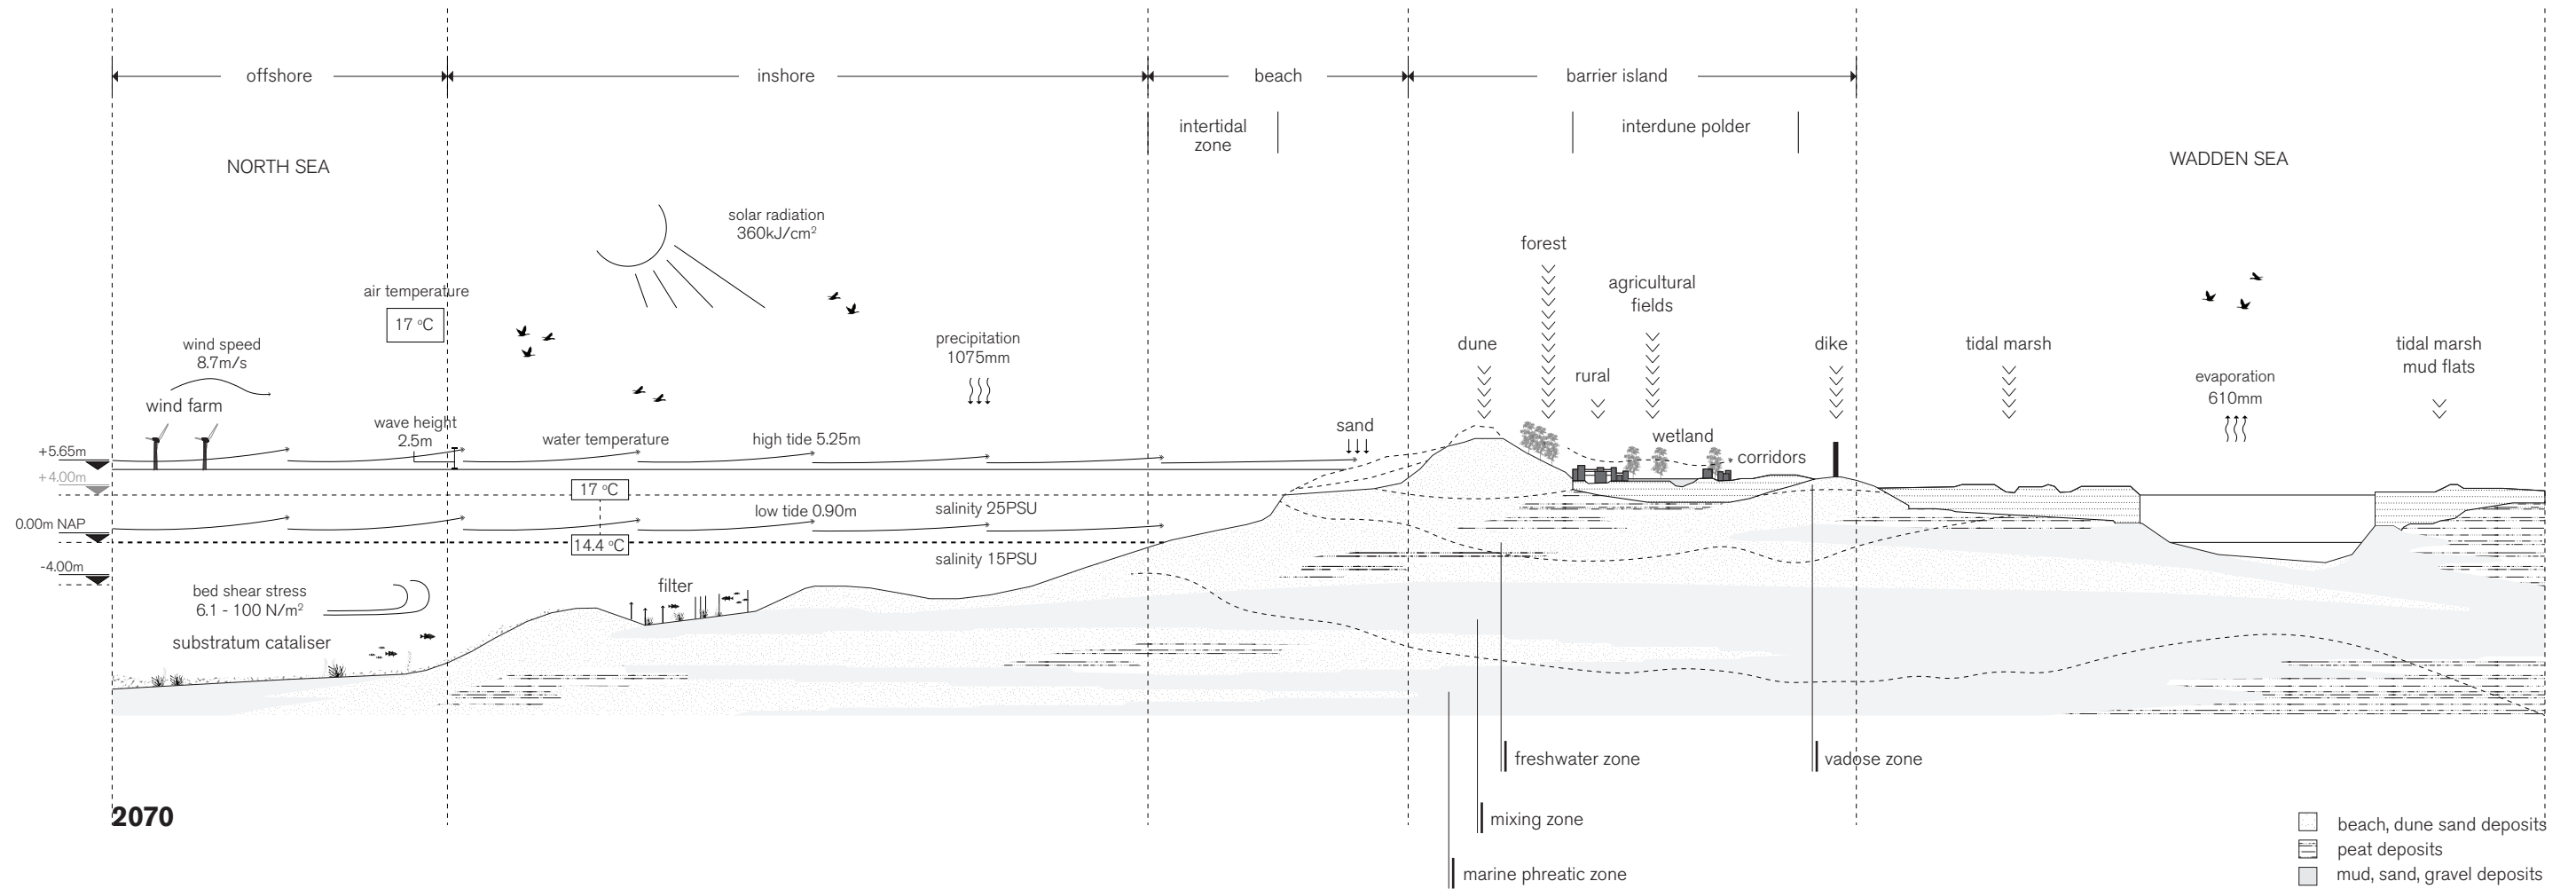 offshore
inshore
beach
barrier island
intertidal
zone
interdune polder
NORTH SEA
WADDEN SEA
solar radiation
360kJ/cm²
forest
agricultural
fields
air temperature
17 °C
wind speed
8.7m/s
precipitation
1075mm
dune
rural
dike
tidal marsh
tidal marsh
mud flats
evaporation
610mm
wind farm
wave height
2.5m
water temperature
high tide 5.25m
sand
wetland
corridors
+5.65m
+4.00m
17 °C
low tide 0.90m
salinity 25PSU
0.00m NAP
14.4 °C
salinity 15PSU
-4.00m
bed shear stress
6.1 - 100 N/m²
filter
substratum cataliser
freshwater zone
vadose zone
2070
mixing zone
marine phreatic zone
beach, dune sand deposits
peat deposits
mud, sand, gravel deposits